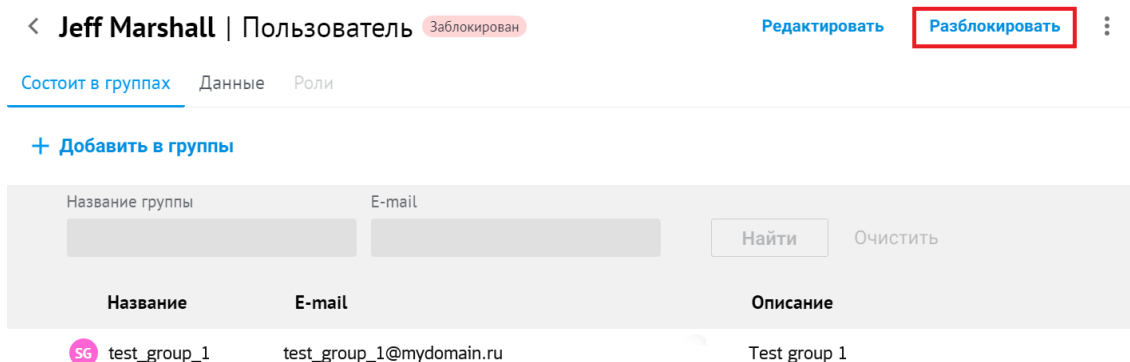 Jeff Marshall | Пользователь Заблокирован Редактировать Разблокировать
Состоит в группах Данные Роли
+ Добавить в группы
Название группы E-mail
Найти Очистить
Название E-mail Описание
SG test_group_1 test_group_1@mydomain.ru Test group 1